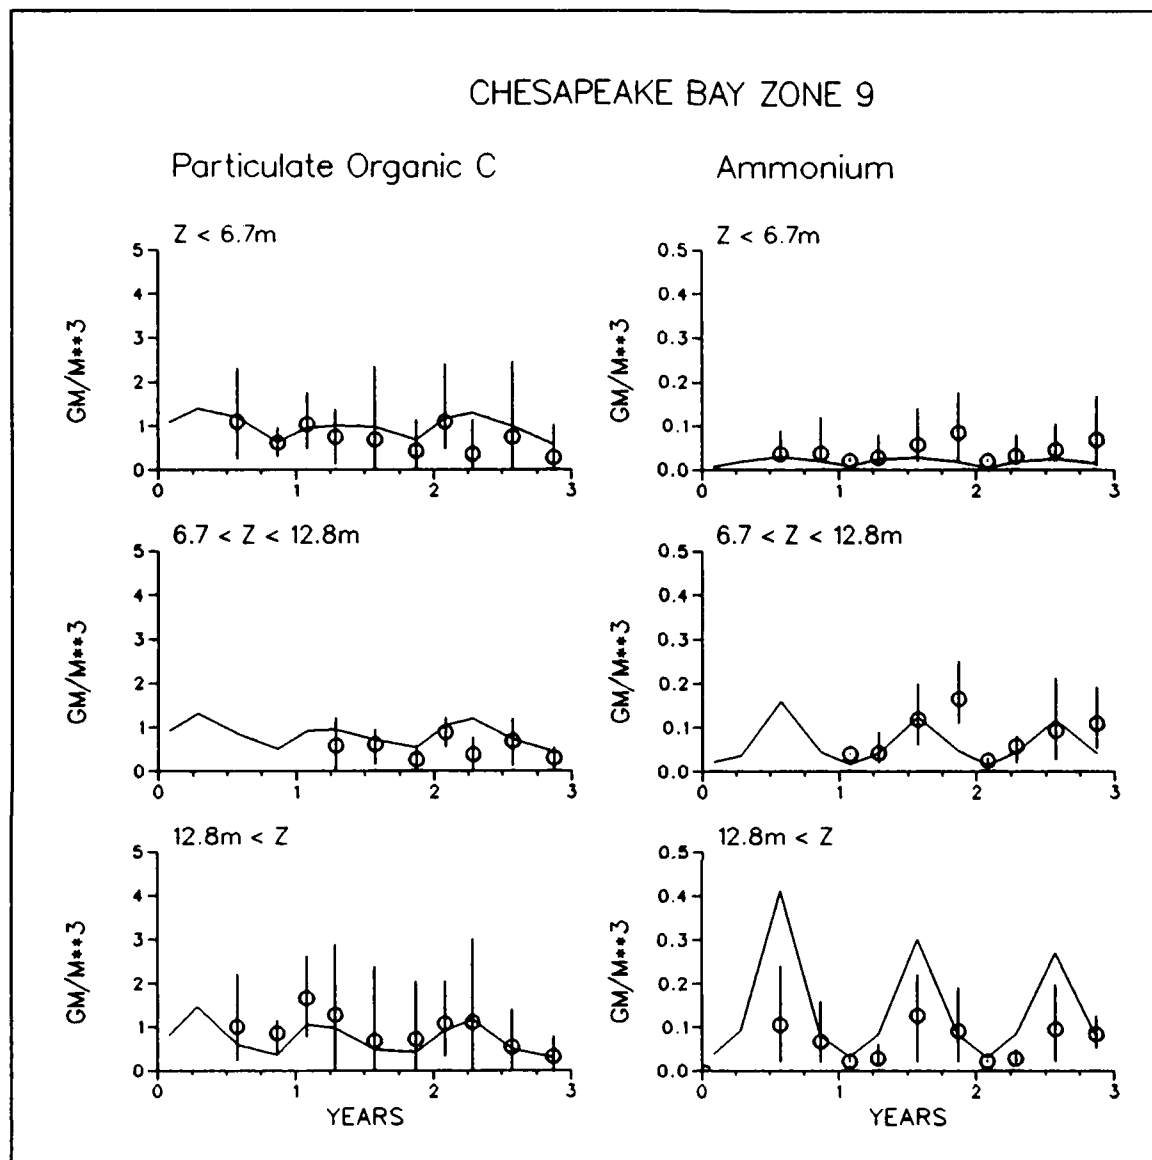 CHESAPEAKE BAY ZONE 9
Particulate Organic C
Ammonium
Z < 6.7m
5
4
3
2
1
0
GM/M**3
0 1 2 3
Z < 6.7m
0.5
0.4
0.3
0.2
0.1
0.0
GM/M**3
0 1 2 3
6.7 < Z < 12.8m
5
4
3
2
1
0
GM/M**3
0 1 2 3
6.7 < Z < 12.8m
0.5
0.4
0.3
0.2
0.1
0.0
GM/M**3
0 1 2 3
12.8m < Z
5
4
3
2
1
0
GM/M**3
0 1 2 3
YEARS
12.8m < Z
0.5
0.4
0.3
0.2
0.1
0.0
GM/M**3
0 1 2 3
YEARS